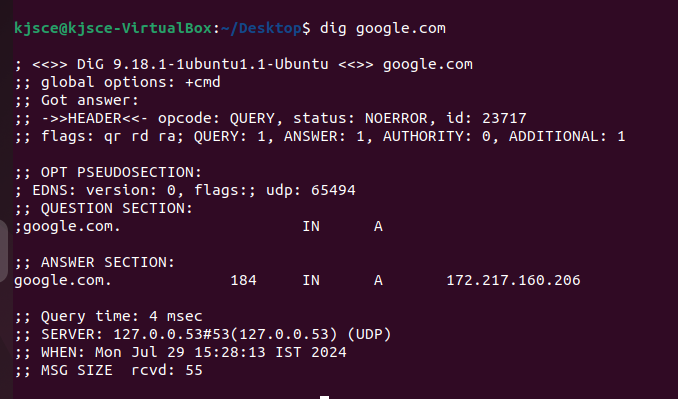 kjsce@kjsce-VirtualBox:~/Desktop$ dig google.com
; <<>> DiG 9.18.1-1ubuntu1.1-Ubuntu <<>> google.com
;; global options: +cmd
;; Got answer:
;; ->>HEADER<<- opcode: QUERY, status: NOERROR, id: 23717
;; flags: qr rd ra; QUERY: 1, ANSWER: 1, AUTHORITY: 0, ADDITIONAL: 1
;; OPT PSEUDOSECTION:
; EDNS: version: 0, flags:; udp: 65494
;; QUESTION SECTION:
;google.com. IN A
;; ANSWER SECTION:
google.com. 184 IN A 172.217.160.206
;; Query time: 4 msec
;; SERVER: 127.0.0.53#53(127.0.0.53) (UDP)
;; WHEN: Mon Jul 29 15:28:13 IST 2024
;; MSG SIZE rcvd: 55